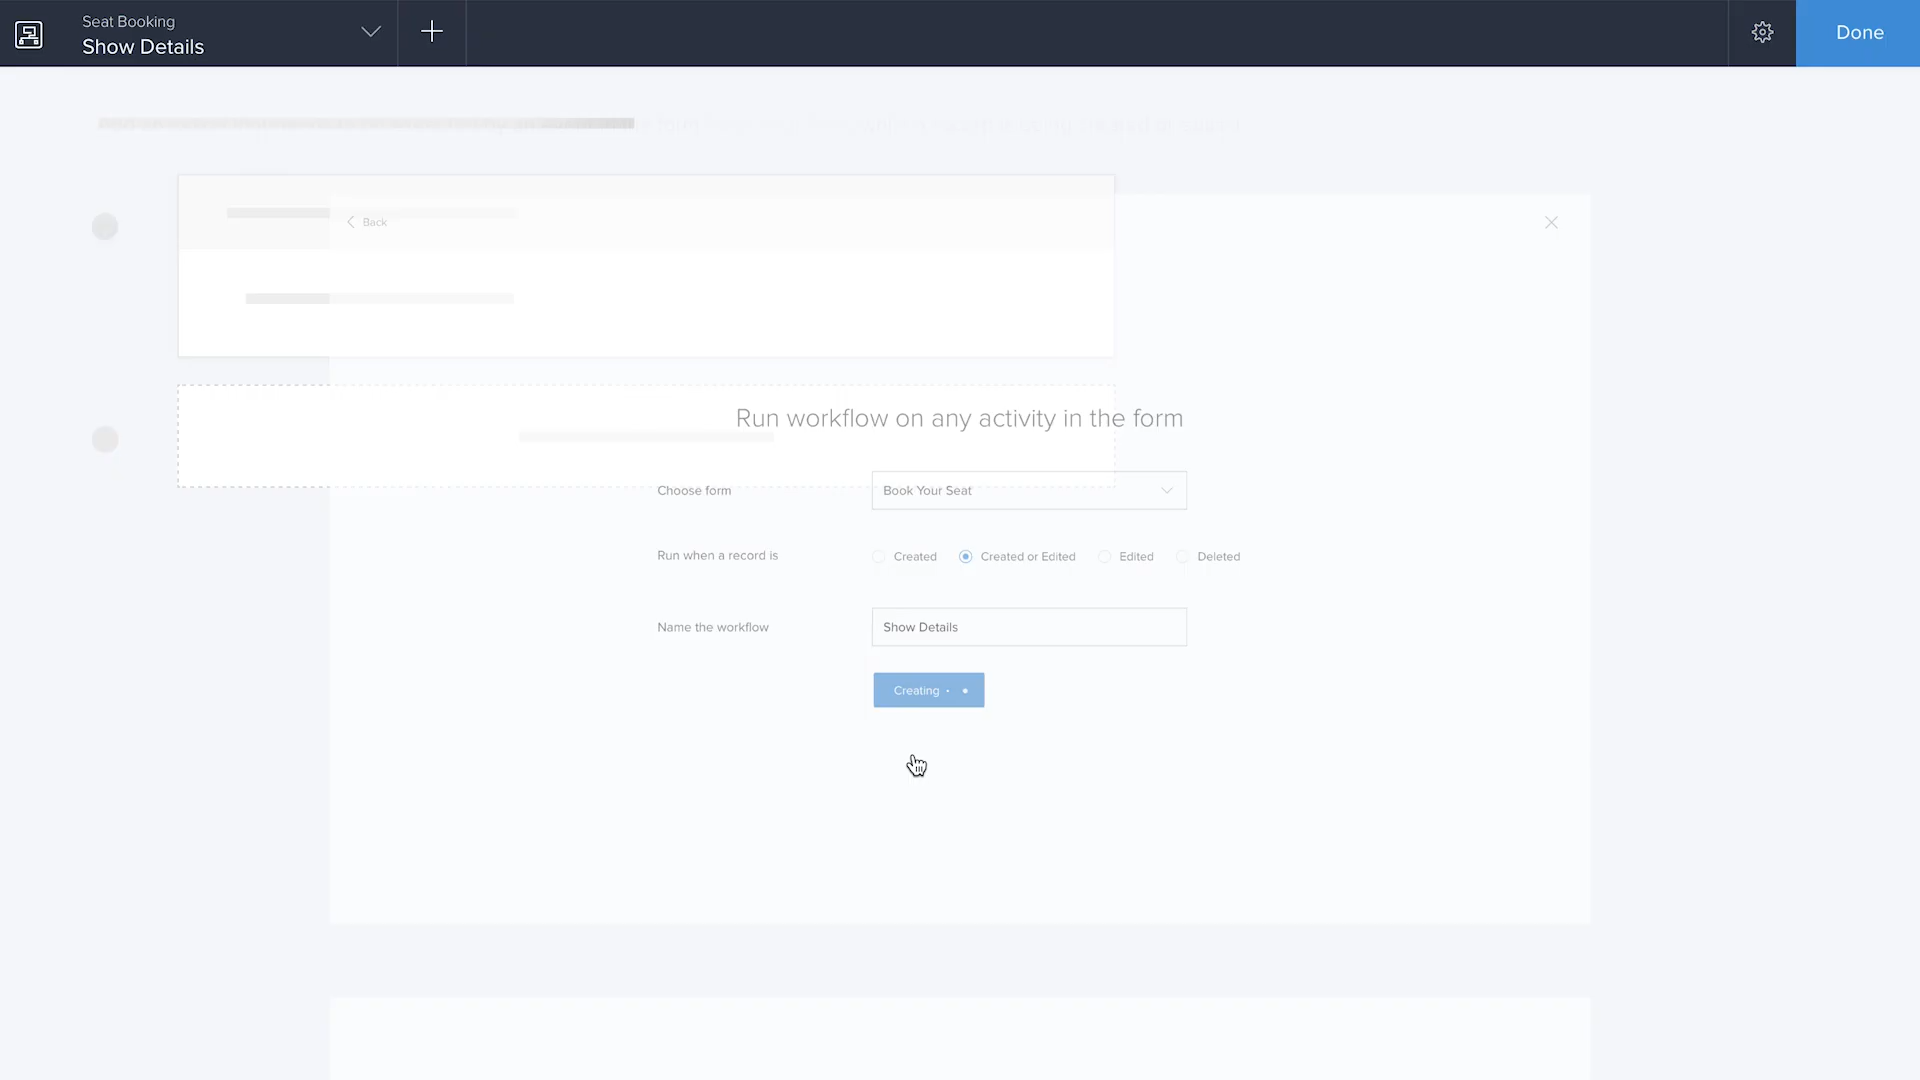 Seat Booking
Show Details
Done
Back
Run workflow on any activity in the form
Choose form
Book Your Seat
Run when a record is
Created
Created or Edited
Edited
Deleted
Name the workflow
Show Details
Creating